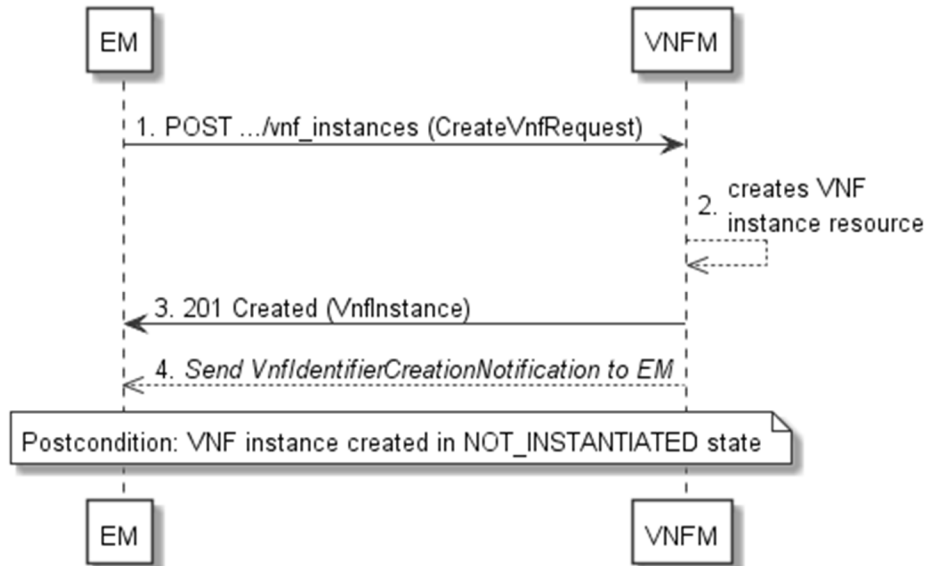 EM
VNFM
1. POST .../vnf_instances (CreateVnfRequest)
2. creates VNF
instance resource
3. 201 Created (VnfInstance)
4. Send VnfIdentifierCreationNotification to EM
Postcondition: VNF instance created in NOT_INSTANTIATED state
EM
VNFM